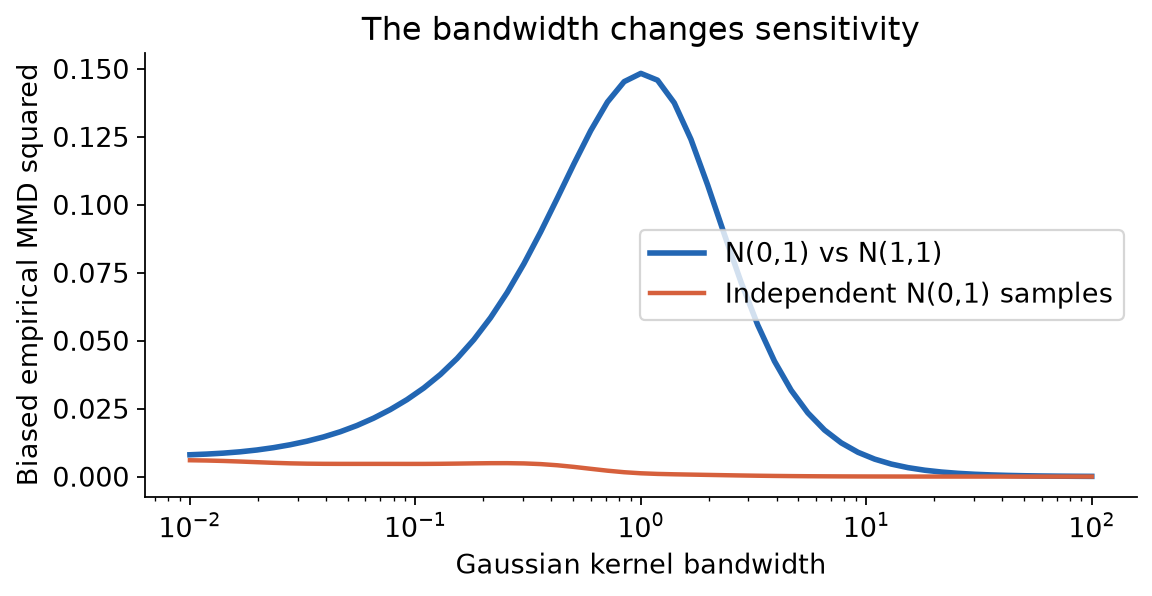 The bandwidth changes sensitivity
Biased empirical MMD squared
0.150
0.125
0.100
0.075
0.050
0.025
0.000
N(0,1) vs N(1,1)
Independent N(0,1) samples
10⁻² 10⁻¹ 10⁰ 10¹ 10²
Gaussian kernel bandwidth